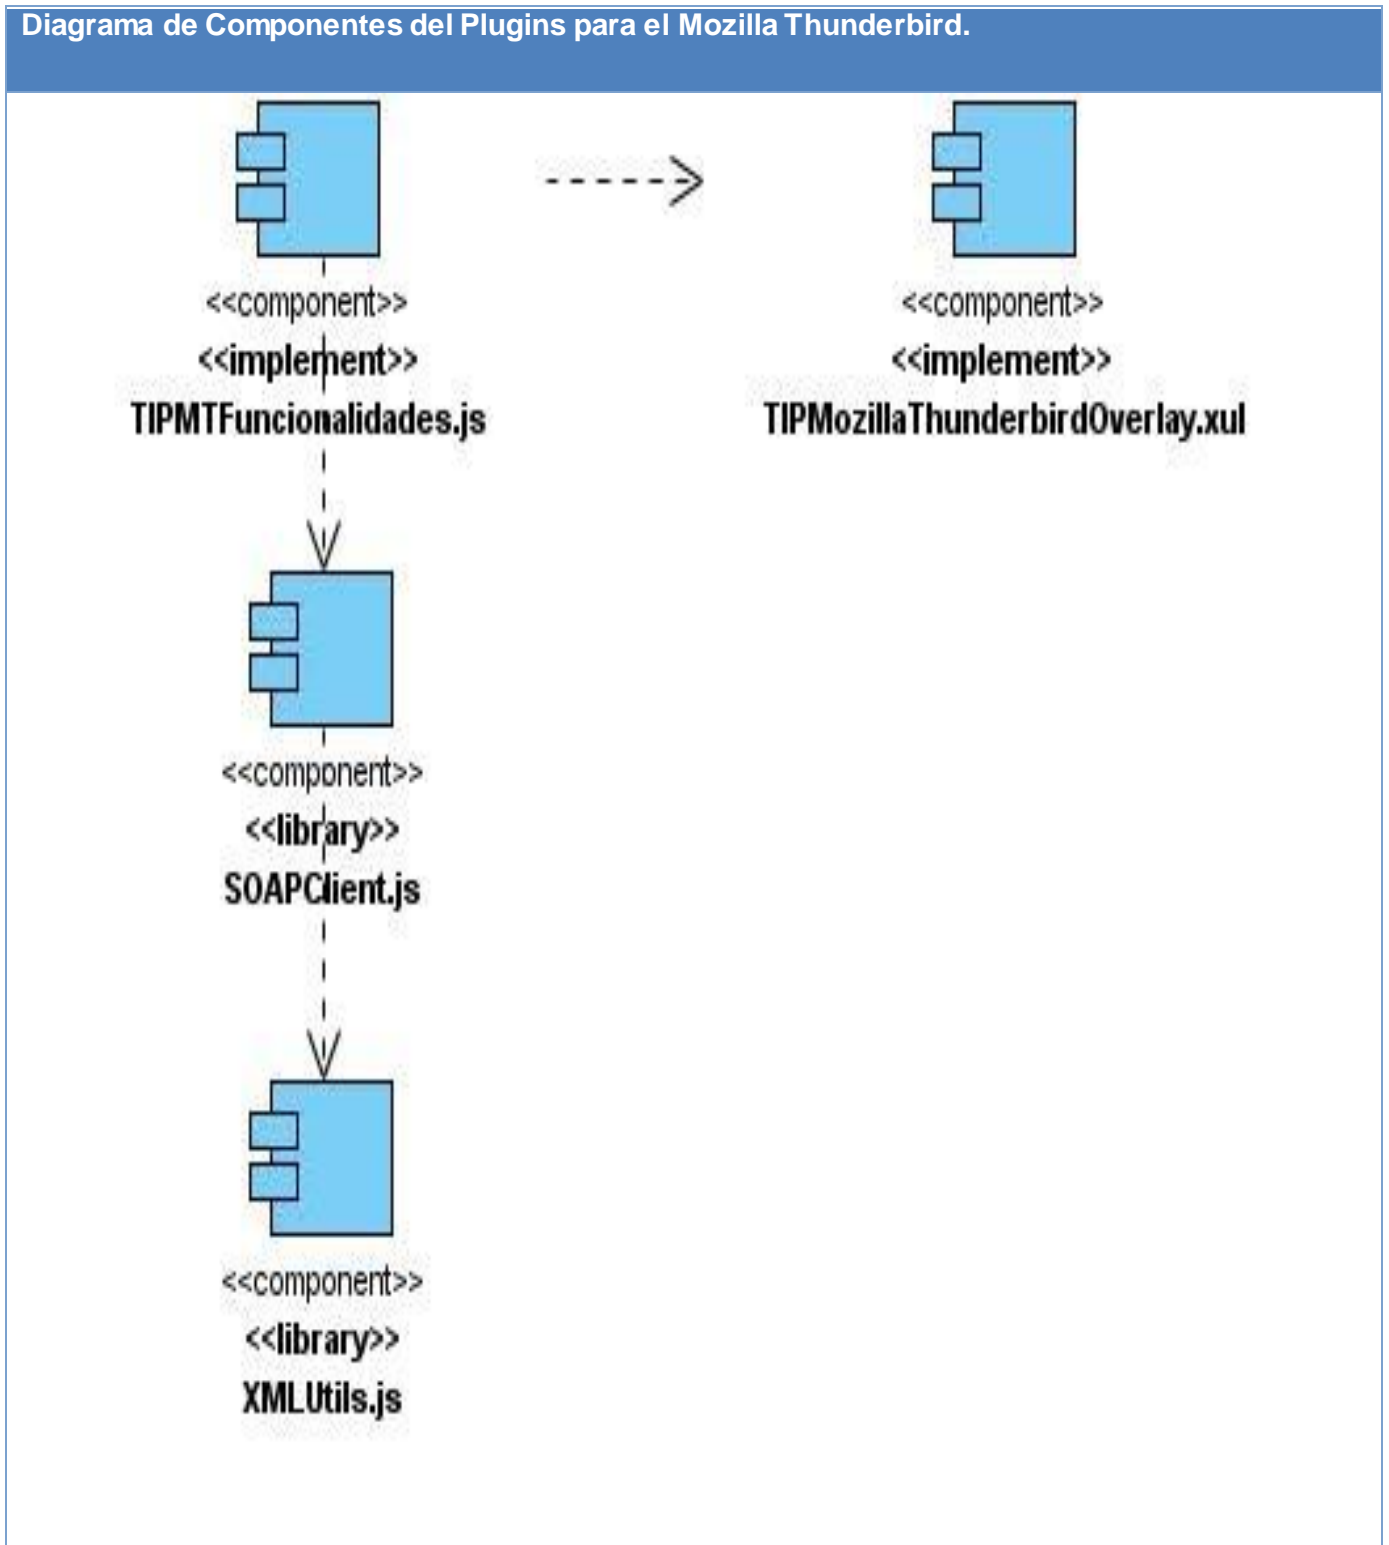 Diagrama de Componentes del Plugins para el Mozilla Thunderbird.
<<component>>
<<implement>>
TIPMTFuncionalidades.js
<<component>>
<<implement>>
TIPMozillaThunderbirdOverlay.xul
<<component>>
<<library>>
SOAPClient.js
<<component>>
<<library>>
XMLUtils.js